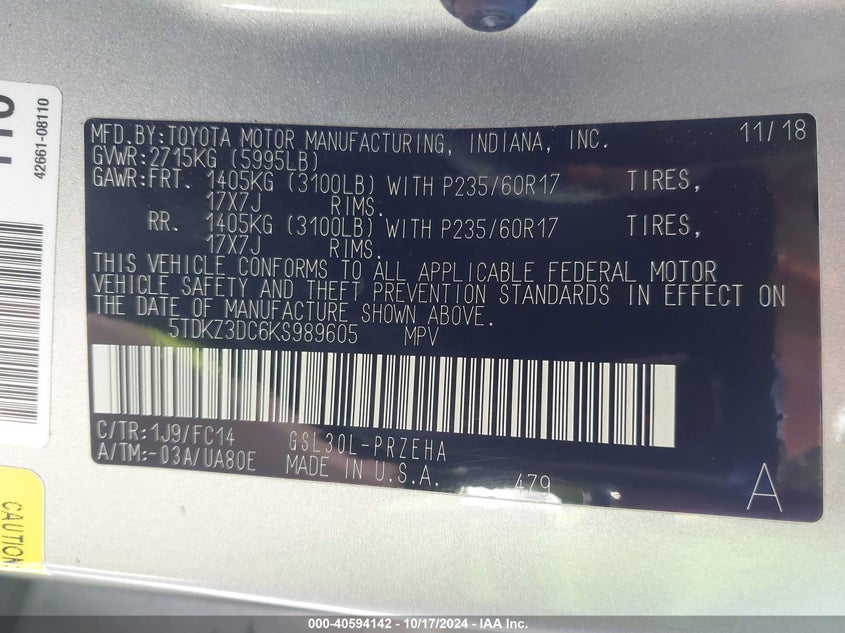 42661-08110
MFD.BY:TOYOTA MOTOR MANUFACTURING, INDIANA, INC. 11/18
GVWR:2715KG (5995LB)
GAWR:FRT. 1405KG (3100LB) WITH P235/60R17 TIRES,
17X7J RIMS.
RR. 1405KG (3100LB) WITH P235/60R17 TIRES,
17X7J RIMS.
THIS VEHICLE CONFORMS TO ALL APPLICABLE FEDERAL MOTOR
VEHICLE SAFETY AND THEFT PREVENTION STANDARDS IN EFFECT ON
THE DATE OF MANUFACTURE SHOWN ABOVE.
5TDKZ3DC6KS989605 MPV
C/TR:1J9/FC14 GSL30L-PRZEHA
A/TM:-03A/UA80E MADE IN U.S.A. 479
A
CAUTION
000-40594142 - 10/17/2024 - IAA Inc.